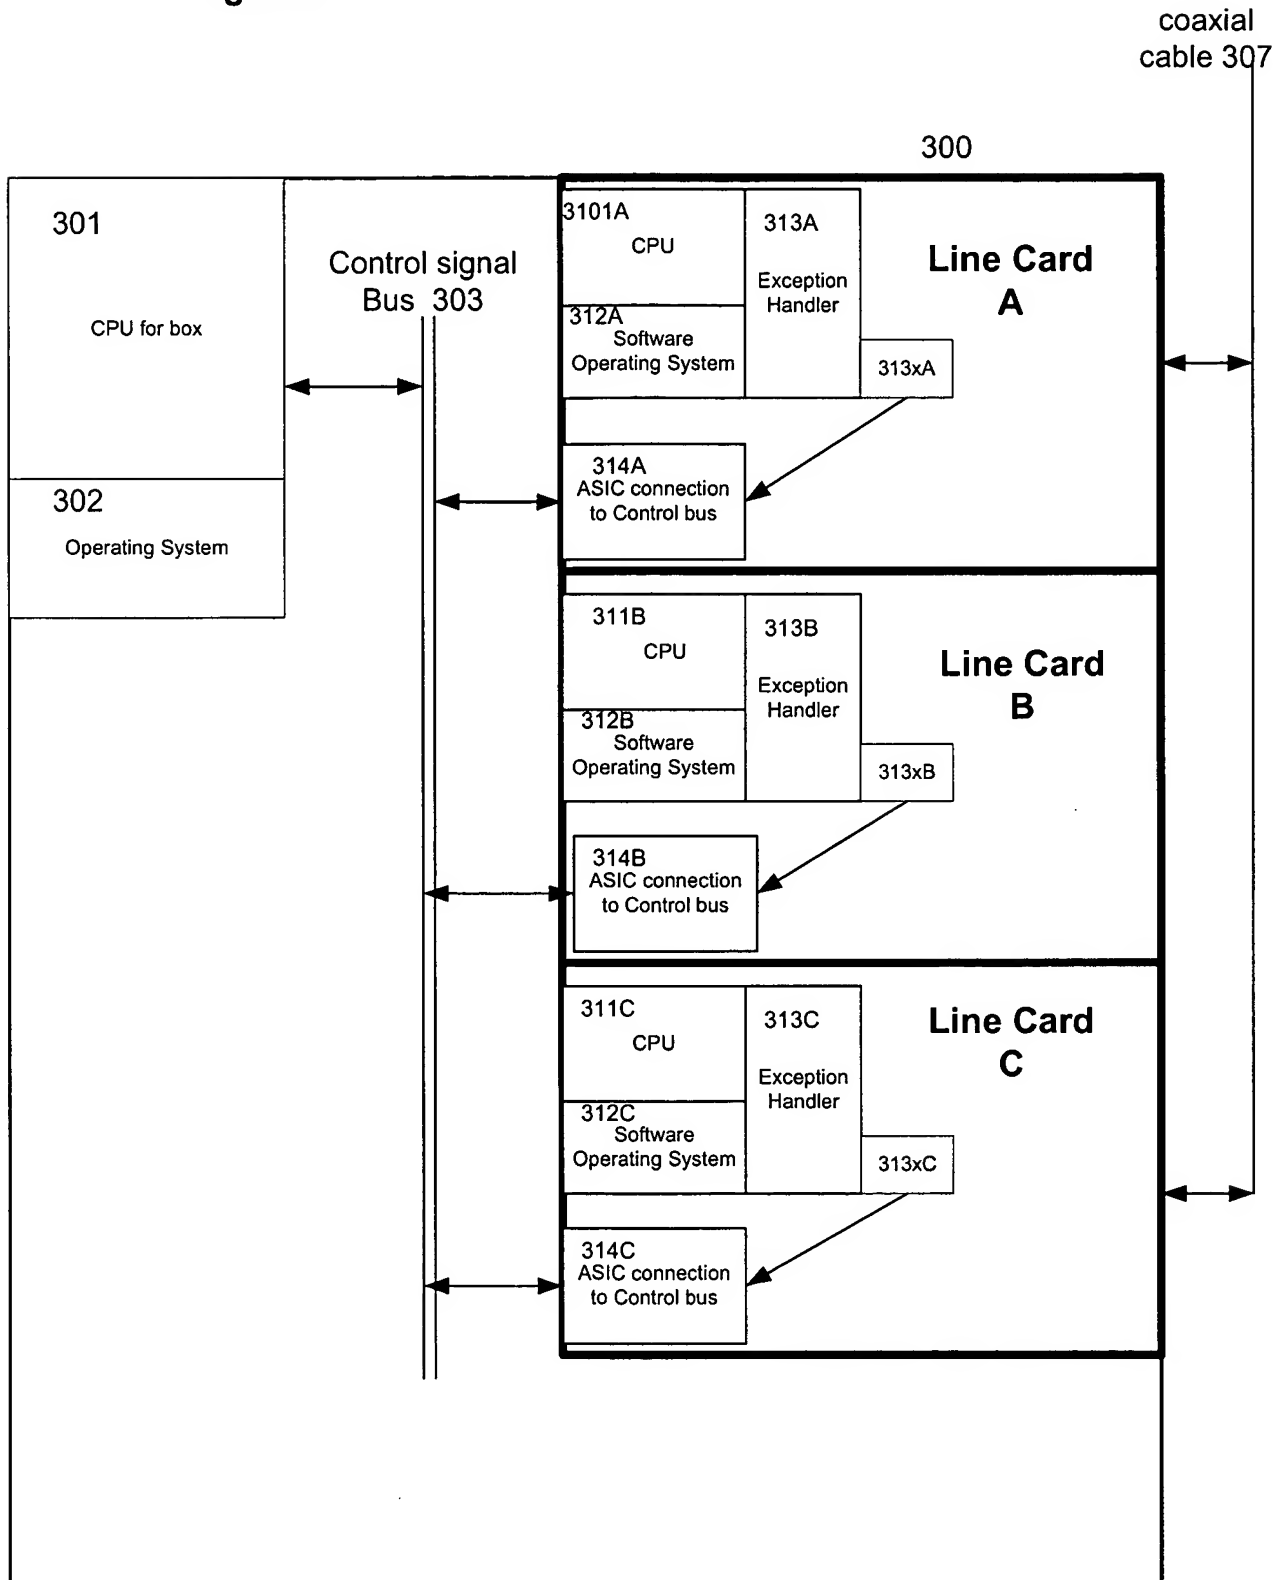 coaxial
cable 307
300
301
CPU for box
302
Operating System
Control signal
Bus 303
3101A
CPU
312A
Software
Operating System
313A
Exception
Handler
313xA
Line Card
A
314A
ASIC connection
to Control bus
311B
CPU
312B
Software
Operating System
313B
Exception
Handler
313xB
Line Card
B
314B
ASIC connection
to Control bus
311C
CPU
312C
Software
Operating System
313C
Exception
Handler
313xC
Line Card
C
314C
ASIC connection
to Control bus